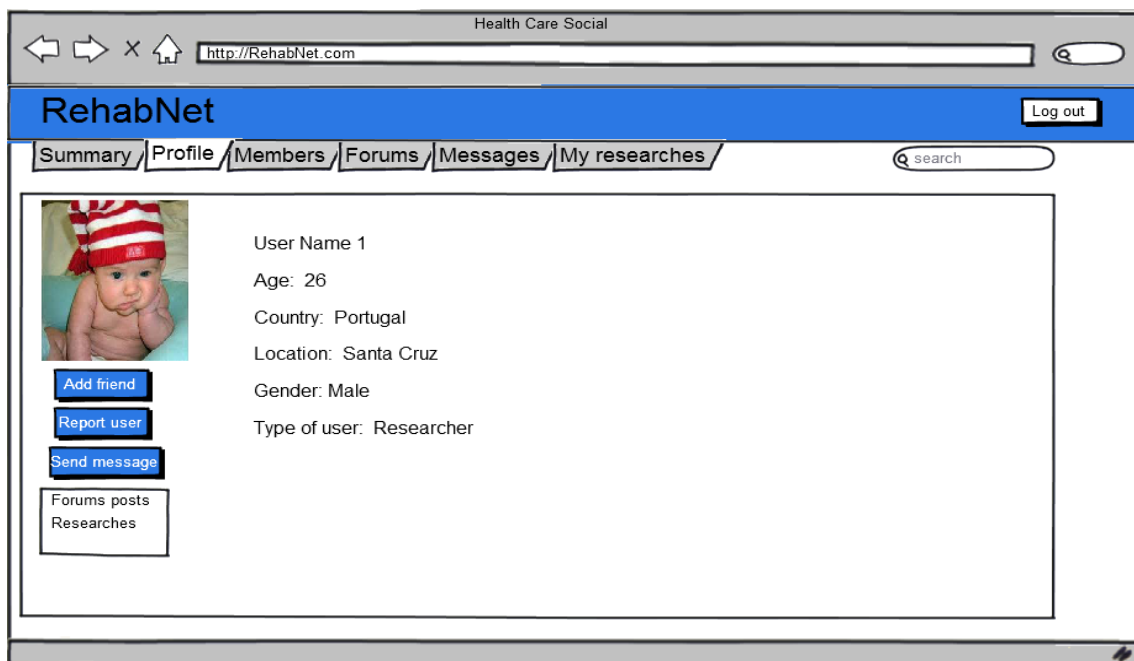 Health Care Social
http://RehabNet.com
RehabNet
Log out
Summary Profile Members Forums Messages My researches
search
User Name 1
Age: 26
Country: Portugal
Location: Santa Cruz
Gender: Male
Type of user: Researcher
Add friend
Report user
Send message
Forums posts
Researches